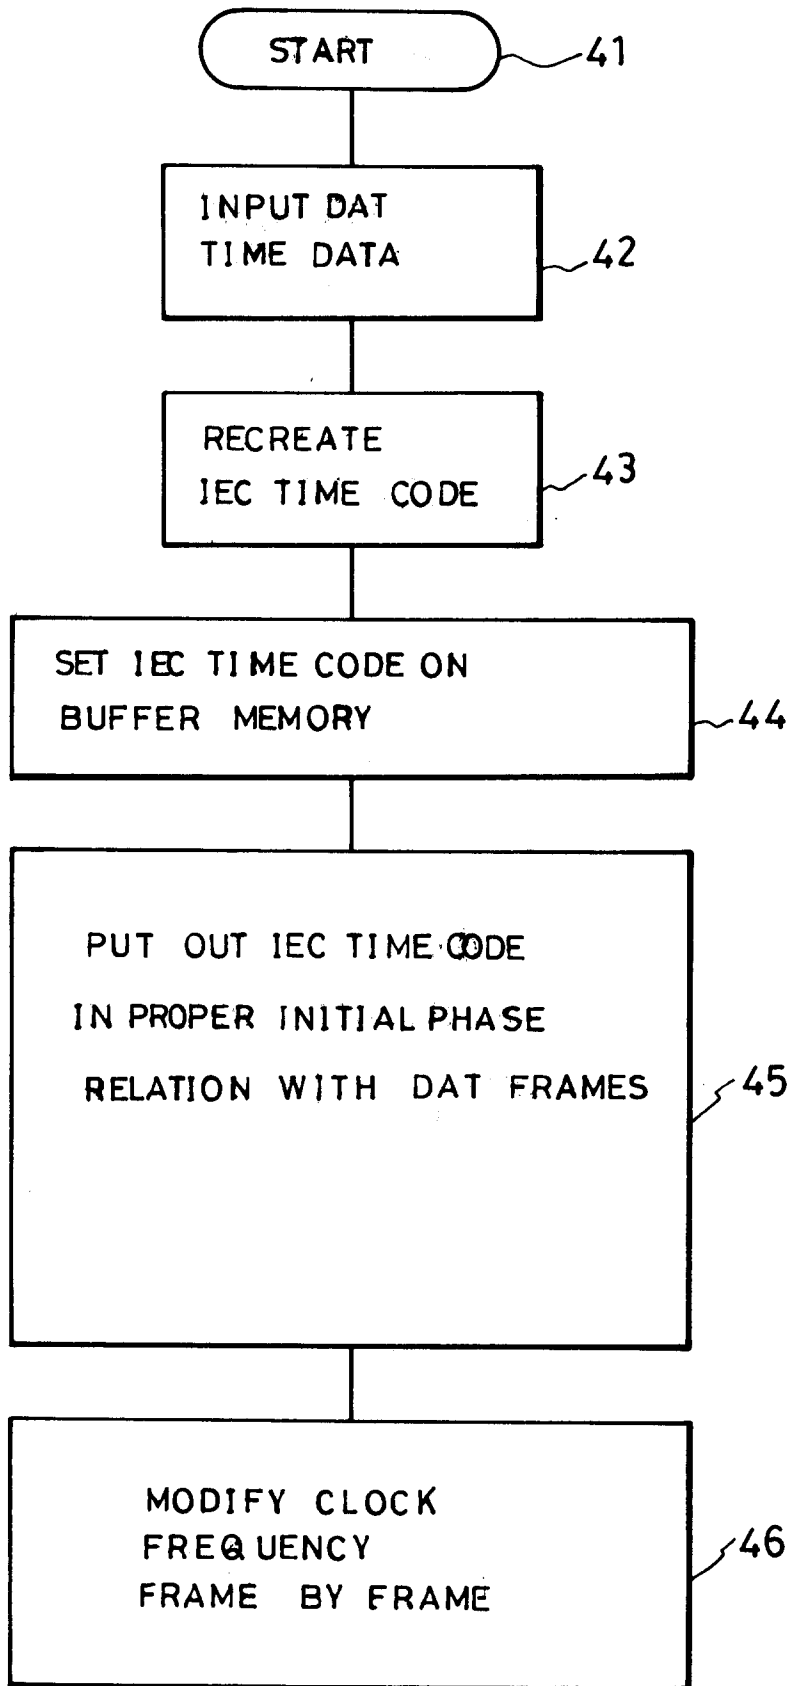 START
41
INPUT DAT
TIME DATA
42
RECREATE
IEC TIME CODE
43
SET IEC TIME CODE ON
BUFFER MEMORY
44
PUT OUT IEC TIME CODE
IN PROPER INITIAL PHASE
RELATION WITH DAT FRAMES
45
MODIFY CLOCK
FREQUENCY
FRAME BY FRAME
46